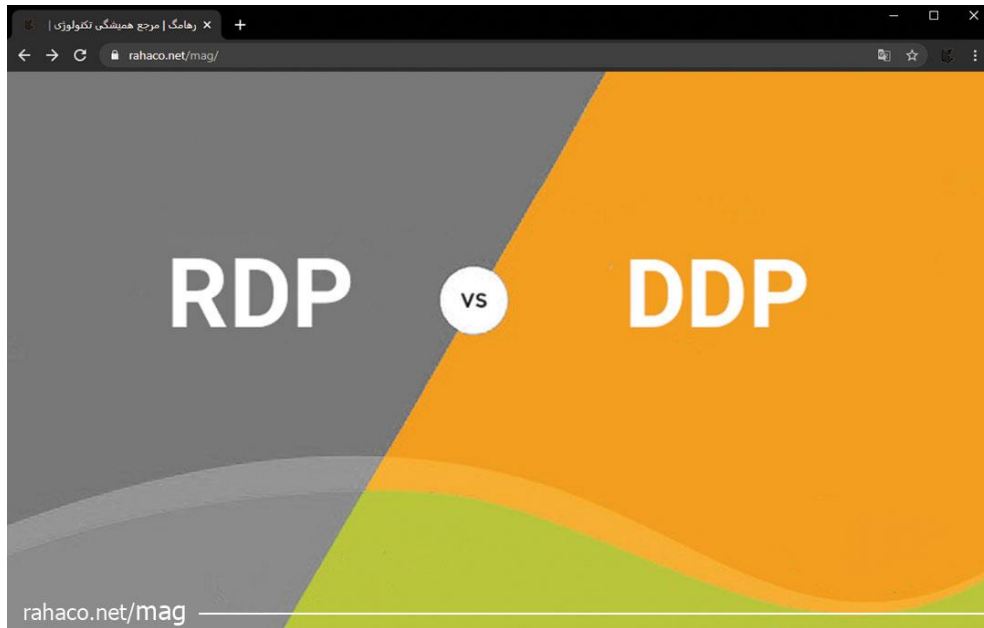 رهامگ | مرجع همیشگی تکنولوژی |
rahaco.net/mag/
RDP
vs
DDP
rahaco.net/mag